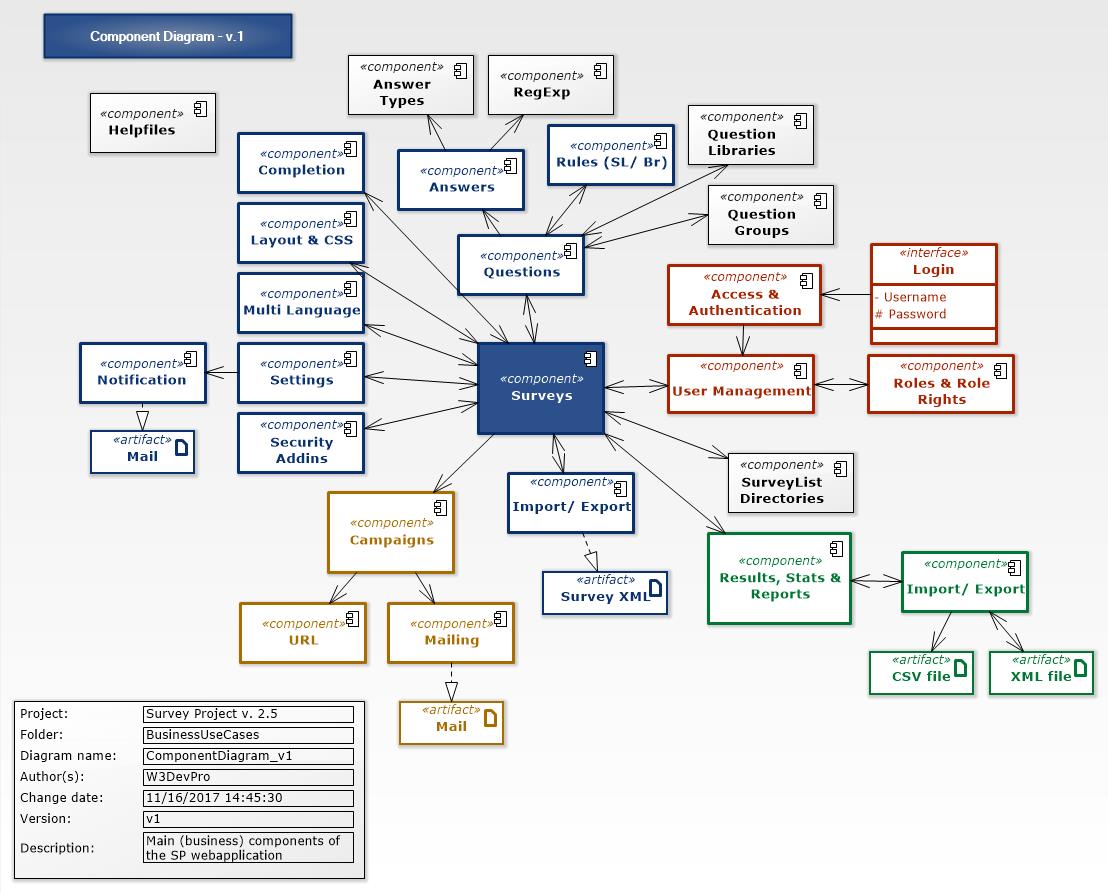 Component Diagram - v.1
«component»
Helpfiles
«component»
Answer
Types
«component»
RegExp
«component»
Completion
«component»
Answers
«component»
Rules (SL/ Br)
«component»
Question
Libraries
«component»
Layout & CSS
«component»
Questions
«component»
Question
Groups
«component»
Multi Language
«component»
Access &
Authentication
«interface»
Login
- Username
# Password
«component»
Notification
«component»
Settings
«component»
Surveys
«component»
User Management
«component»
Roles & Role
Rights
«artifact»
Mail
«component»
Security
Addins
«component»
Import/ Export
«component»
SurveyList
Directories
«component»
Campaigns
«artifact»
Survey XML
«component»
Results, Stats &
Reports
«component»
Import/ Export
«component»
URL
«component»
Mailing
«artifact»
CSV file
«artifact»
XML file
«artifact»
Mail
Project: Survey Project v. 2.5
Folder: BusinessUseCases
Diagram name: ComponentDiagram_v1
Author(s): W3DevPro
Change date: 11/16/2017 14:45:30
Version: v1
Description: Main (business) components of
the SP webapplication